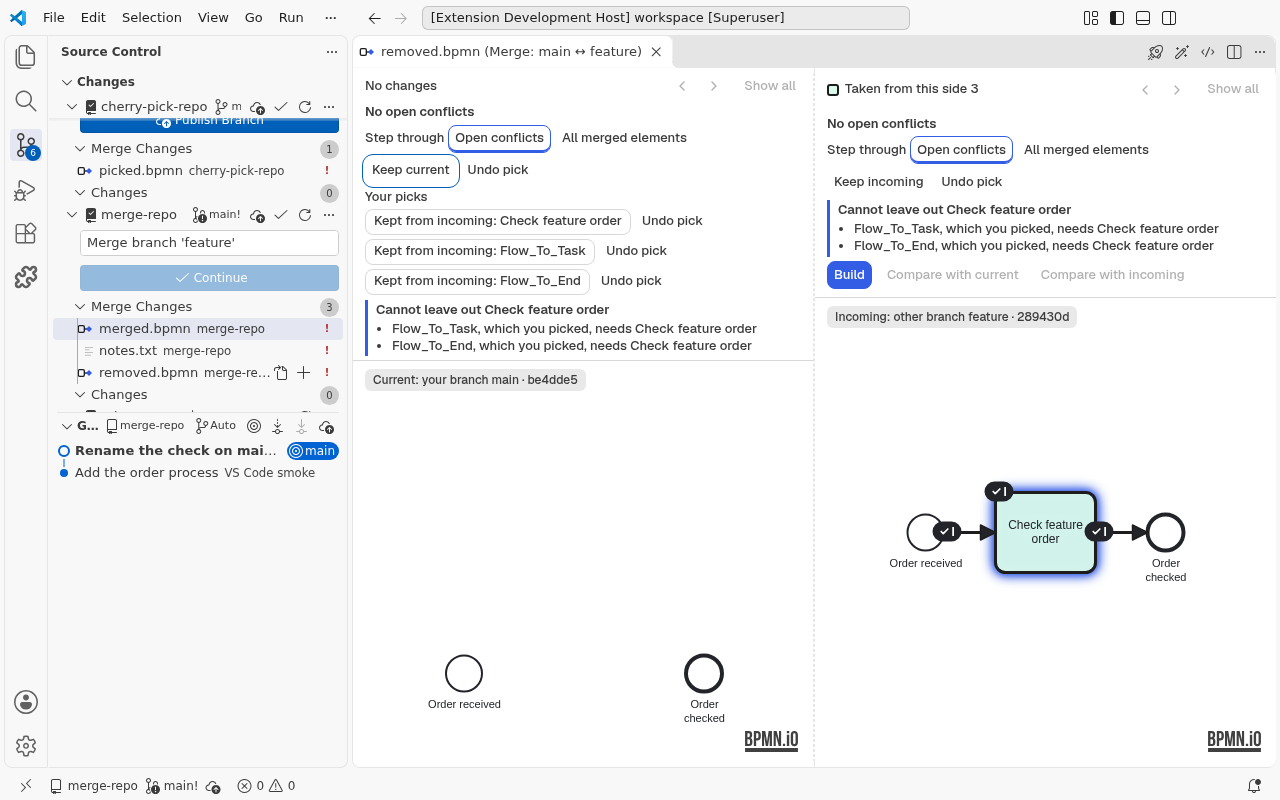 File Edit Selection View Go Run ···
[Extension Development Host] workspace [Superuser]
Source Control
Changes
cherry-pick-repo m
Publish Branch
Merge Changes 1
picked.bpmn cherry-pick-repo !
Changes 0
merge-repo main!
Merge branch 'feature'
Continue
Merge Changes 3
merged.bpmn merge-repo !
notes.txt merge-repo !
removed.bpmn merge-re... !
Changes 0
G... merge-repo Auto
Rename the check on mai... main
Add the order process VS Code smoke
6
removed.bpmn (Merge: main ↔ feature)
No changes Show all
No open conflicts
Step through Open conflicts All merged elements
Keep current Undo pick
Your picks
Kept from incoming: Check feature order Undo pick
Kept from incoming: Flow_To_Task Undo pick
Kept from incoming: Flow_To_End Undo pick
Cannot leave out Check feature order
• Flow_To_Task, which you picked, needs Check feature order
• Flow_To_End, which you picked, needs Check feature order
Current: your branch main · be4dde5
Order received
Order
checked
BPMN.iO
Taken from this side 3 Show all
No open conflicts
Step through Open conflicts All merged elements
Keep incoming Undo pick
Cannot leave out Check feature order
• Flow_To_Task, which you picked, needs Check feature order
• Flow_To_End, which you picked, needs Check feature order
Build Compare with current Compare with incoming
Incoming: other branch feature · 289430d
✓ I
✓ I
✓ I
Check feature
order
Order received
Order
checked
BPMN.iO
merge-repo main! 0 0